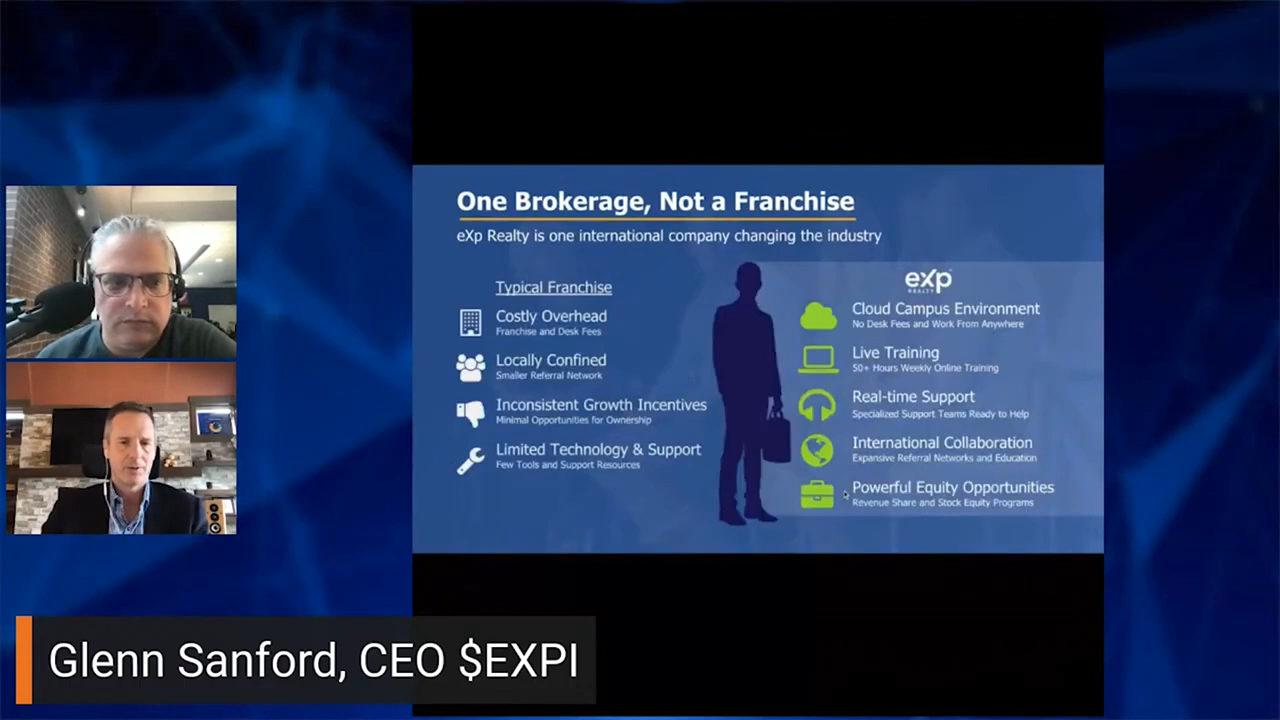 One Brokerage, Not a Franchise
eXp Realty is one international company changing the industry
Typical Franchise
Costly Overhead
Franchise and Desk Fees
Locally Confined
Smaller Referral Network
Inconsistent Growth Incentives
Minimal Opportunities for Ownership
Limited Technology & Support
Few Tools and Support Resources
eXp
REALTY
Cloud Campus Environment
No Desk Fees and Work From Anywhere
Live Training
50+ Hours Weekly Online Training
Real-time Support
Specialized Support Teams Ready to Help
International Collaboration
Expansive Referral Networks and Education
Powerful Equity Opportunities
Revenue Share and Stock Equity Programs
Glenn Sanford, CEO $EXPI